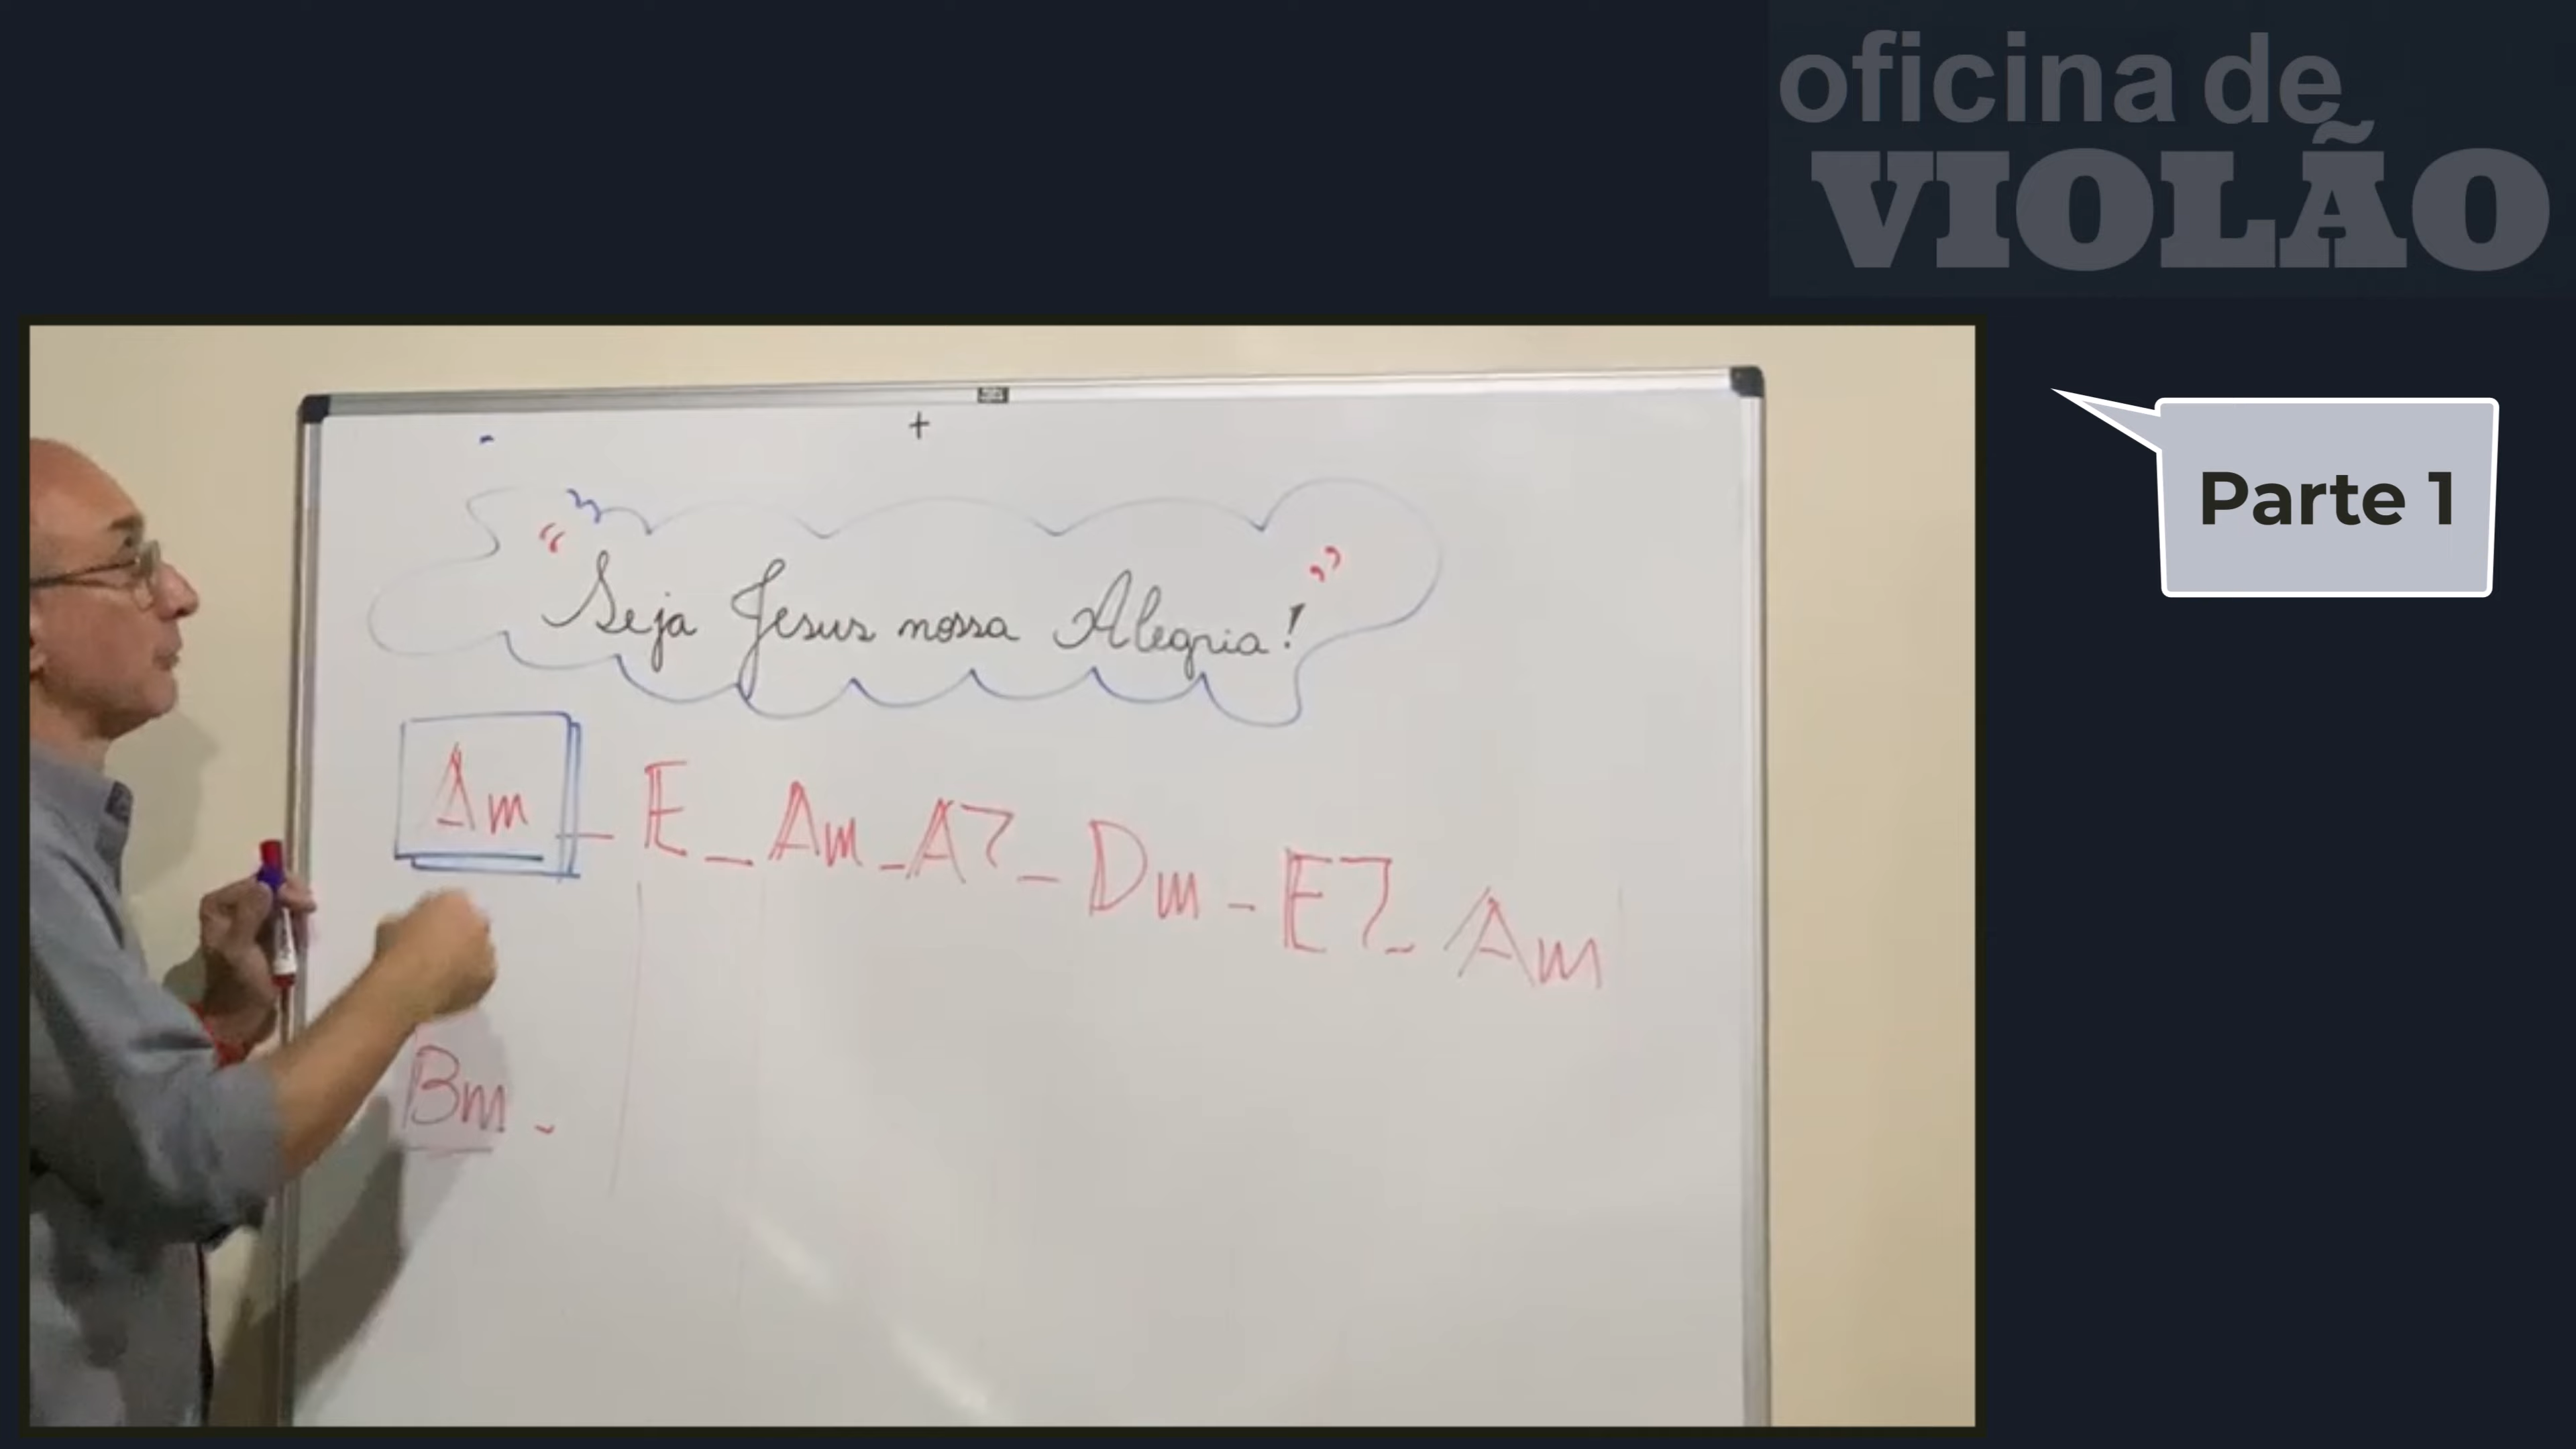 oficina de
VIOLÃO
Parte 1
“Seja Jesus nossa Alegria!”
Am - E - Am - A7 - Dm - E7 - Am
Bm -